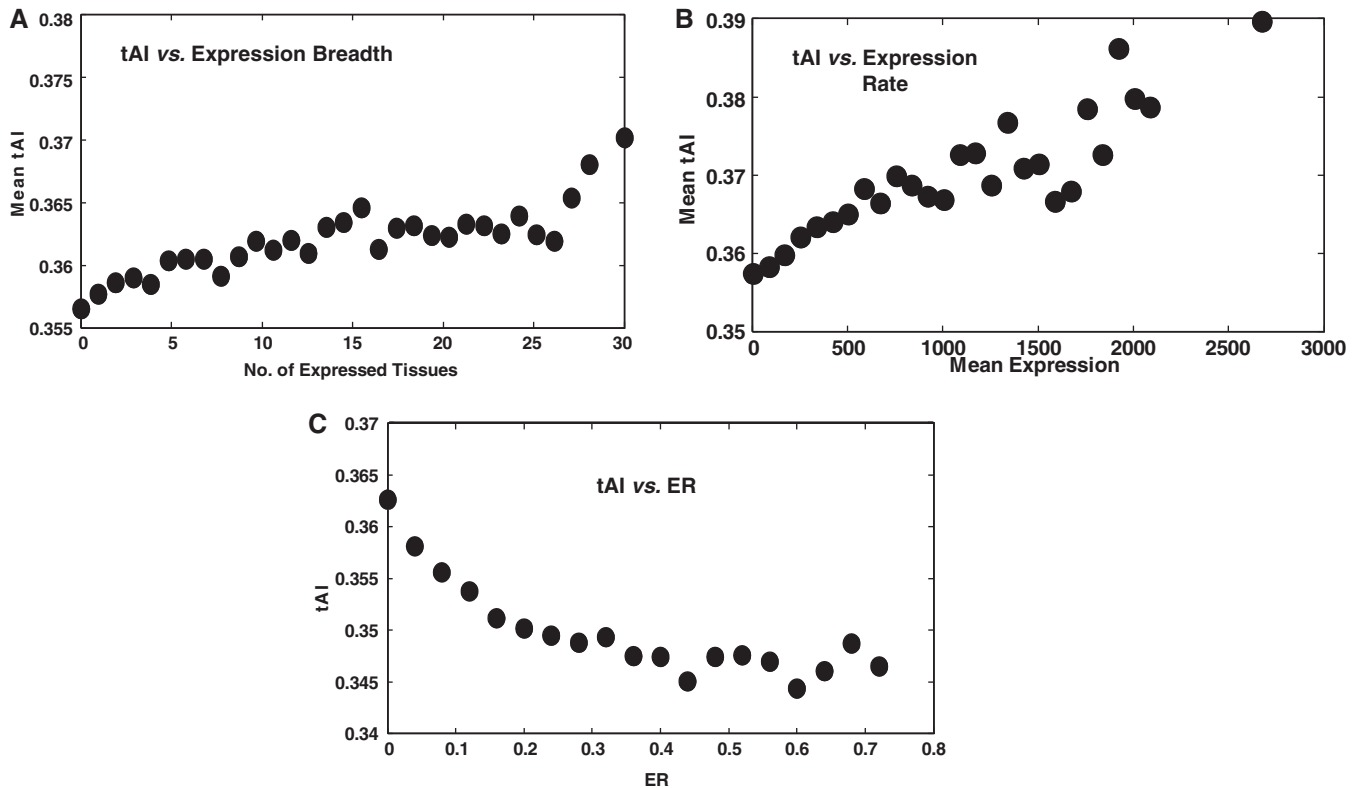 A
tAI vs. Expression Breadth
Mean tAI
0.38
0.375
0.37
0.365
0.36
0.355
0 5 10 15 20 25 30
No. of Expressed Tissues
B
tAI vs. Expression
Rate
Mean tAI
0.39
0.38
0.37
0.36
0.35
0 500 1000 1500 2000 2500 3000
Mean Expression
C
tAI vs. ER
tAI
0.37
0.365
0.36
0.355
0.35
0.345
0.34
0 0.1 0.2 0.3 0.4 0.5 0.6 0.7 0.8
ER